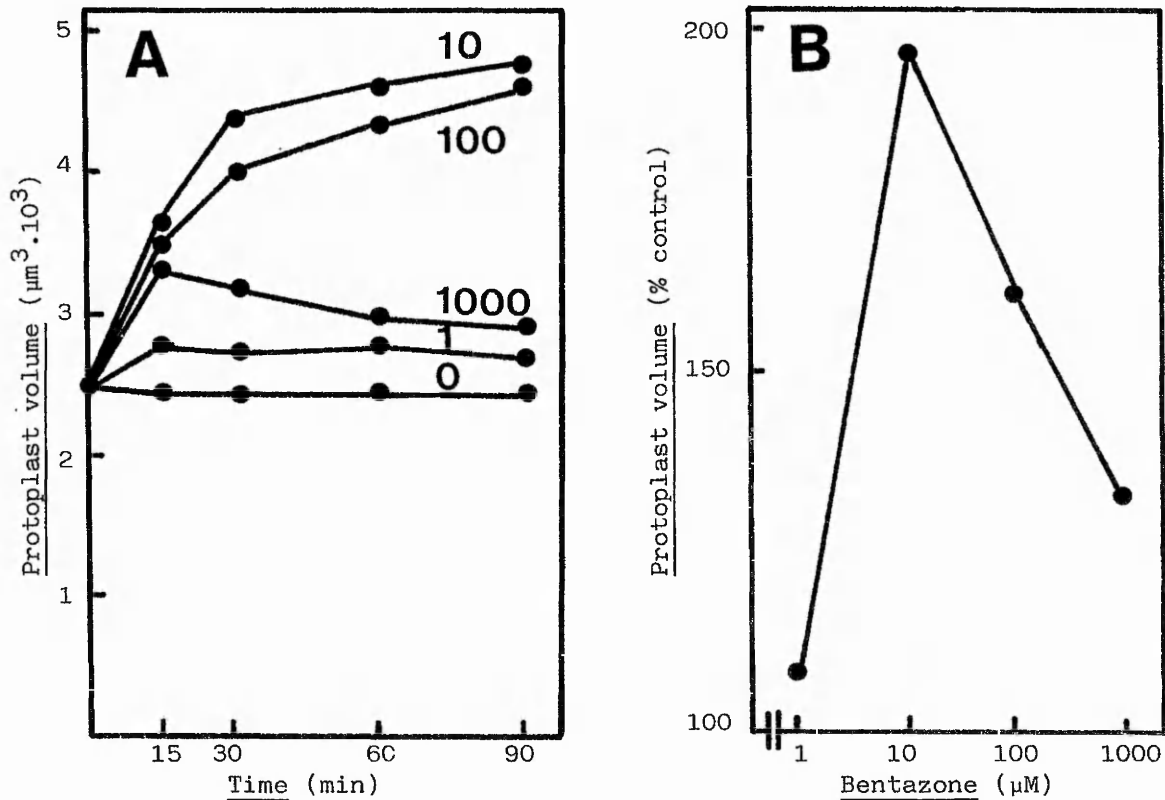 A
Protoplast volume (μm³.10³)
5
4
3
2
1
10
100
1000
1
0
15 30 60 90
Time (min)
B
Protoplast volume (% control)
200
150
100
1 10 100 1000
Bentazone (μM)